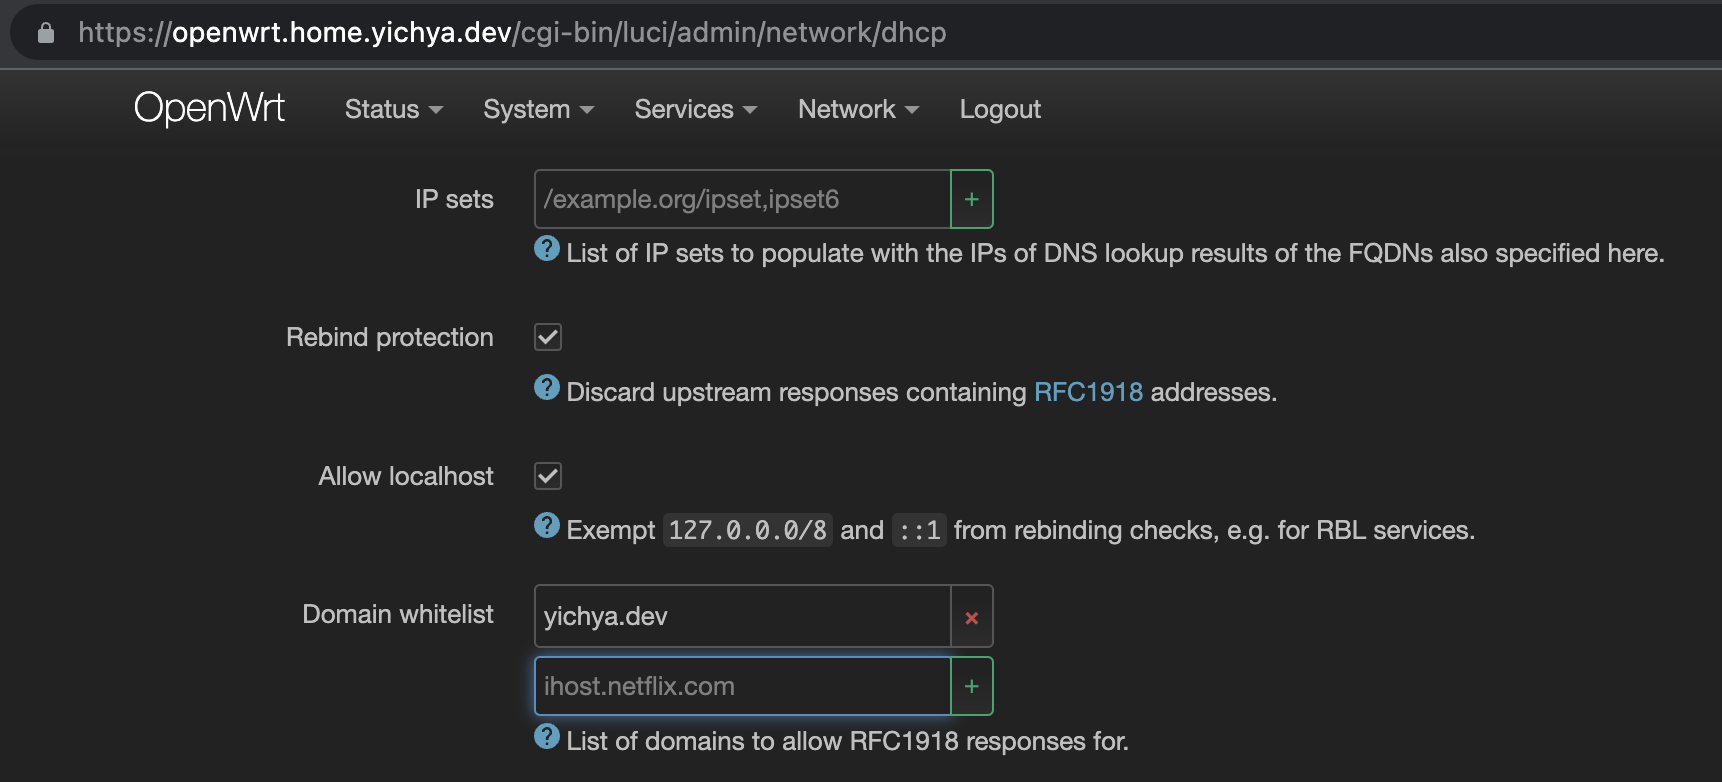 https://openwrt.home.yichya.dev/cgi-bin/luci/admin/network/dhcp
OpenWrt Status System Services Network Logout
IP sets /example.org/ipset,ipset6 +
? List of IP sets to populate with the IPs of DNS lookup results of the FQDNs also specified here.
Rebind protection
? Discard upstream responses containing RFC1918 addresses.
Allow localhost
? Exempt 127.0.0.0/8 and ::1 from rebinding checks, e.g. for RBL services.
Domain whitelist yichya.dev ×
ihost.netflix.com +
? List of domains to allow RFC1918 responses for.